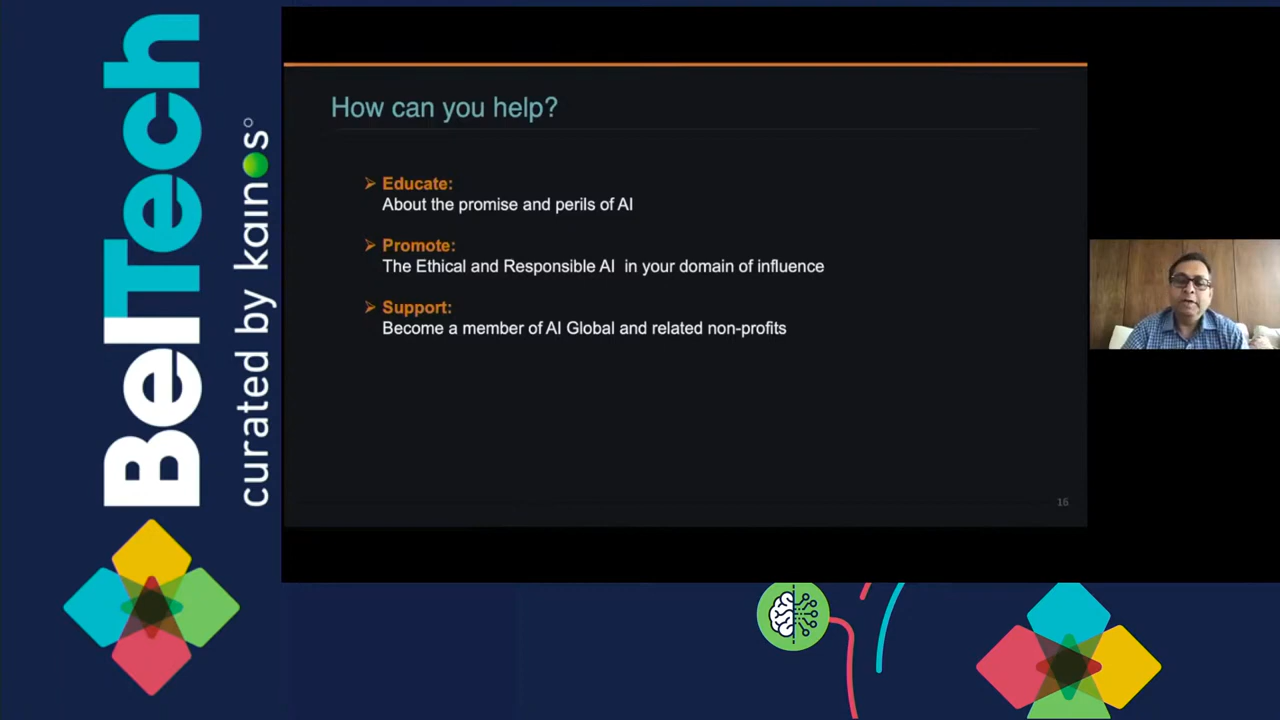 BelTech
curated by kainos
How can you help?
Educate:
About the promise and perils of AI
Promote:
The Ethical and Responsible AI in your domain of influence
Support:
Become a member of AI Global and related non-profits
16